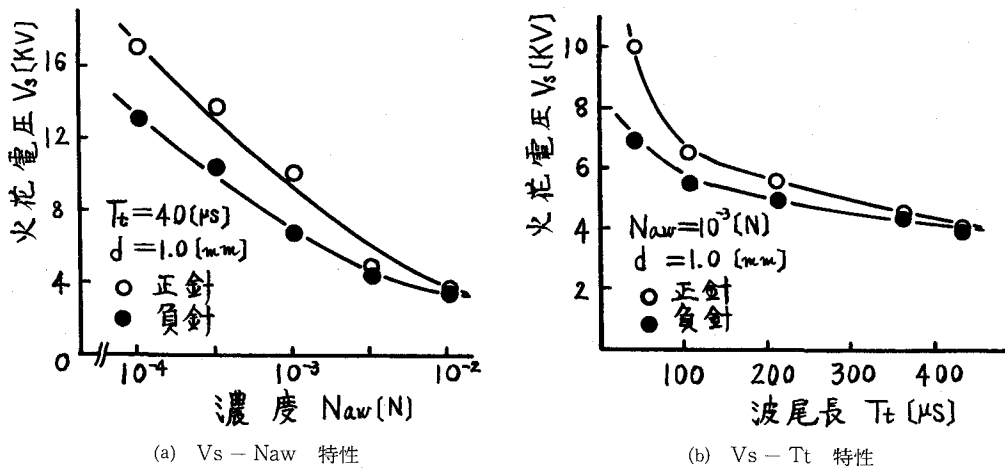 火花電圧 Vs [KV]
16
12
8
4
0
Tt=40[μs]
d=1.0[mm]
○ 正針
● 負針
10⁻⁴
10⁻³
10⁻²
濃度 Naw[N]
(a) Vs − Naw 特性
火花電圧 Vs [KV]
10
8
6
4
2
Naw=10⁻³[N]
d=1.0[mm]
○ 正針
● 負針
100
200
300
400
波尾長 Tt [μs]
(b) Vs − Tt 特性